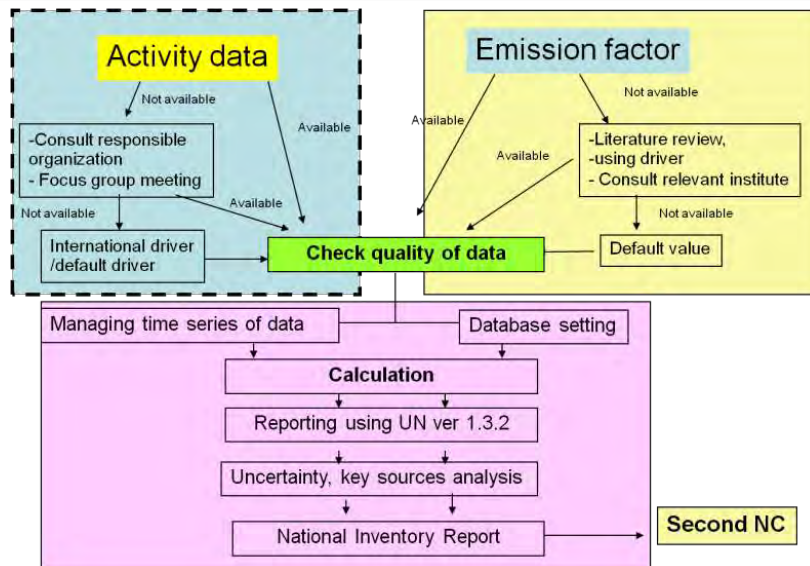 Activity data
Emission factor
Not available
Not available
Available
Available
-Consult responsible
organization
- Focus group meeting
-Literature review,
-using driver
- Consult relevant institute
Available
Available
Not available
Not available
International driver
/default driver
Check quality of data
Default value
Managing time series of data
Database setting
Calculation
Reporting using UN ver 1.3.2
Uncertainty, key sources analysis
National Inventory Report
Second NC